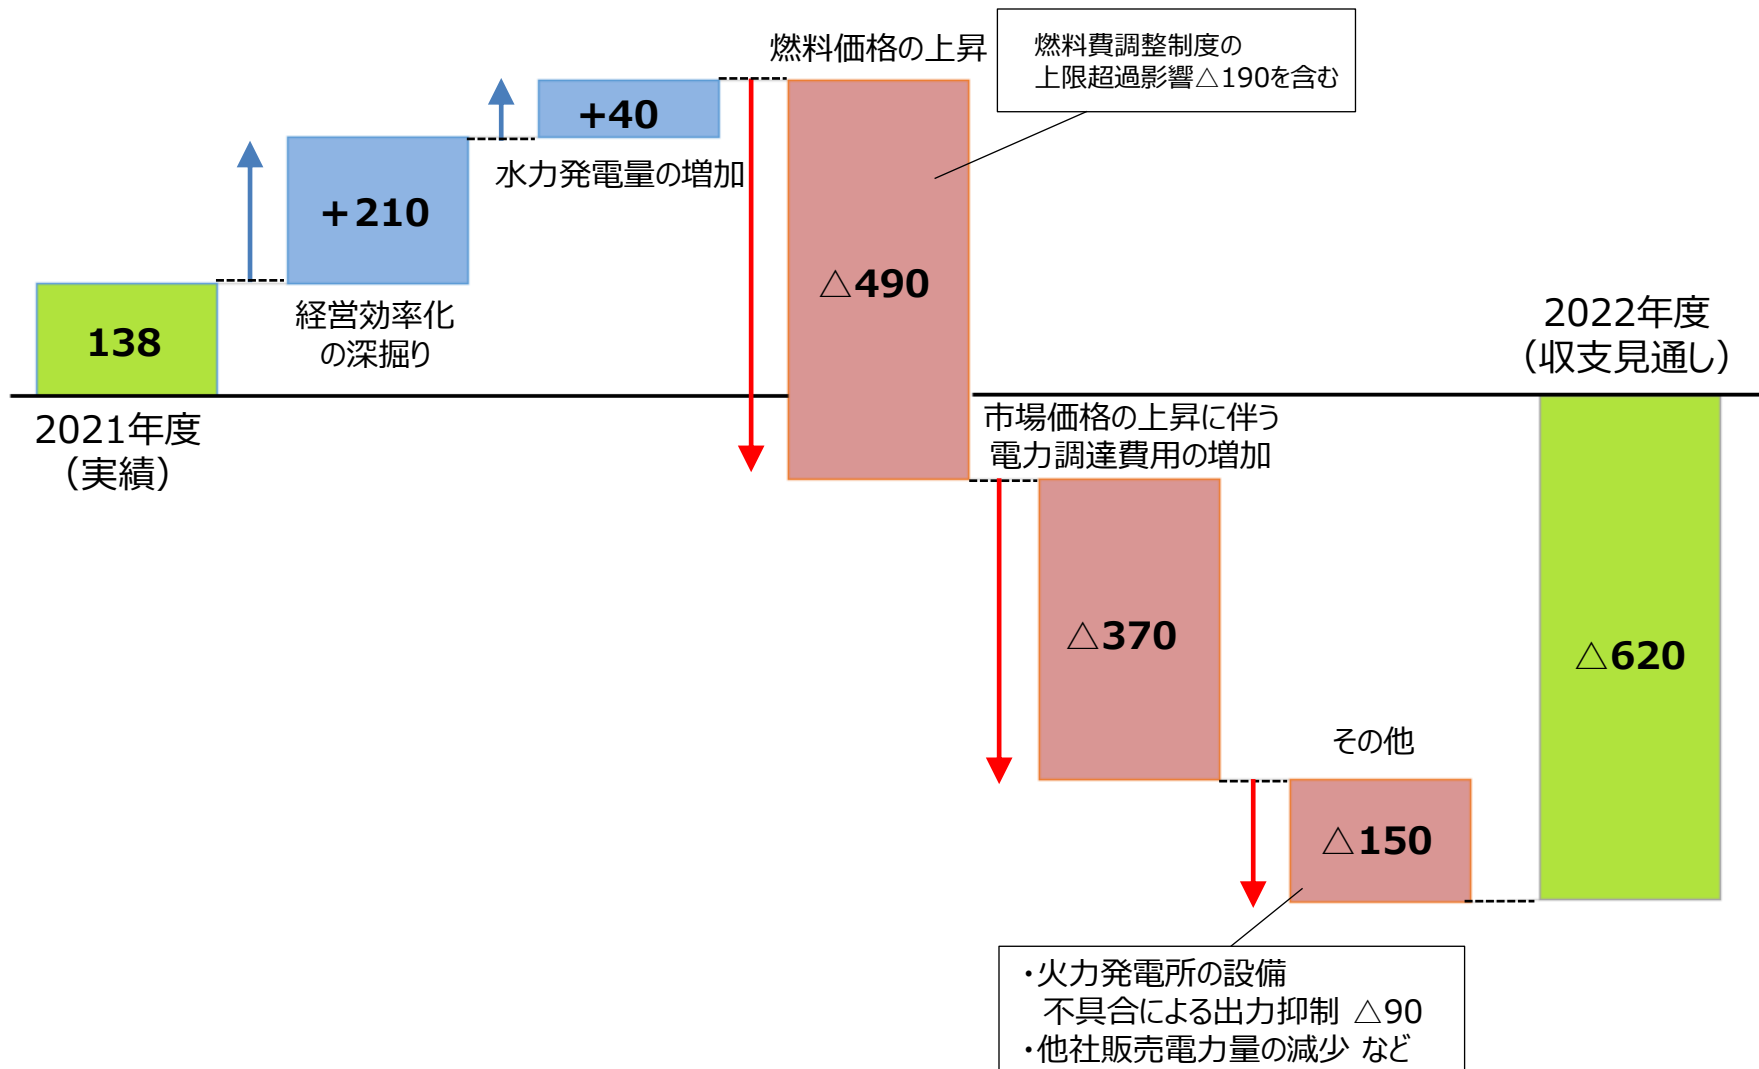 燃料価格の上昇
燃料費調整制度の
上限超過影響△190を含む
+40
水力発電量の増加
+210
経営効率化
の深掘り
138
2021年度
（実績）
△490
市場価格の上昇に伴う
電力調達費用の増加
△370
その他
△150
・火力発電所の設備
不具合による出力抑制 △90
・他社販売電力量の減少 など
2022年度
（収支見通し）
△620